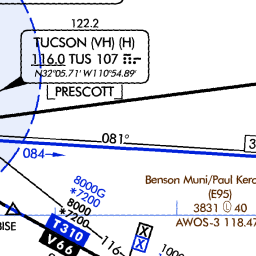 122.2
TUCSON (VH) (H)
116.0 TUS 107
N32°05.71' W110°54.89'
PRESCOTT
081°
3
084
8000G
*7200
8000
*7200
Benson Muni/Paul Kerc
(E95)
3831 Ⓛ 40
AWOS-3 118.47
T310
V66
116
X
X
1000